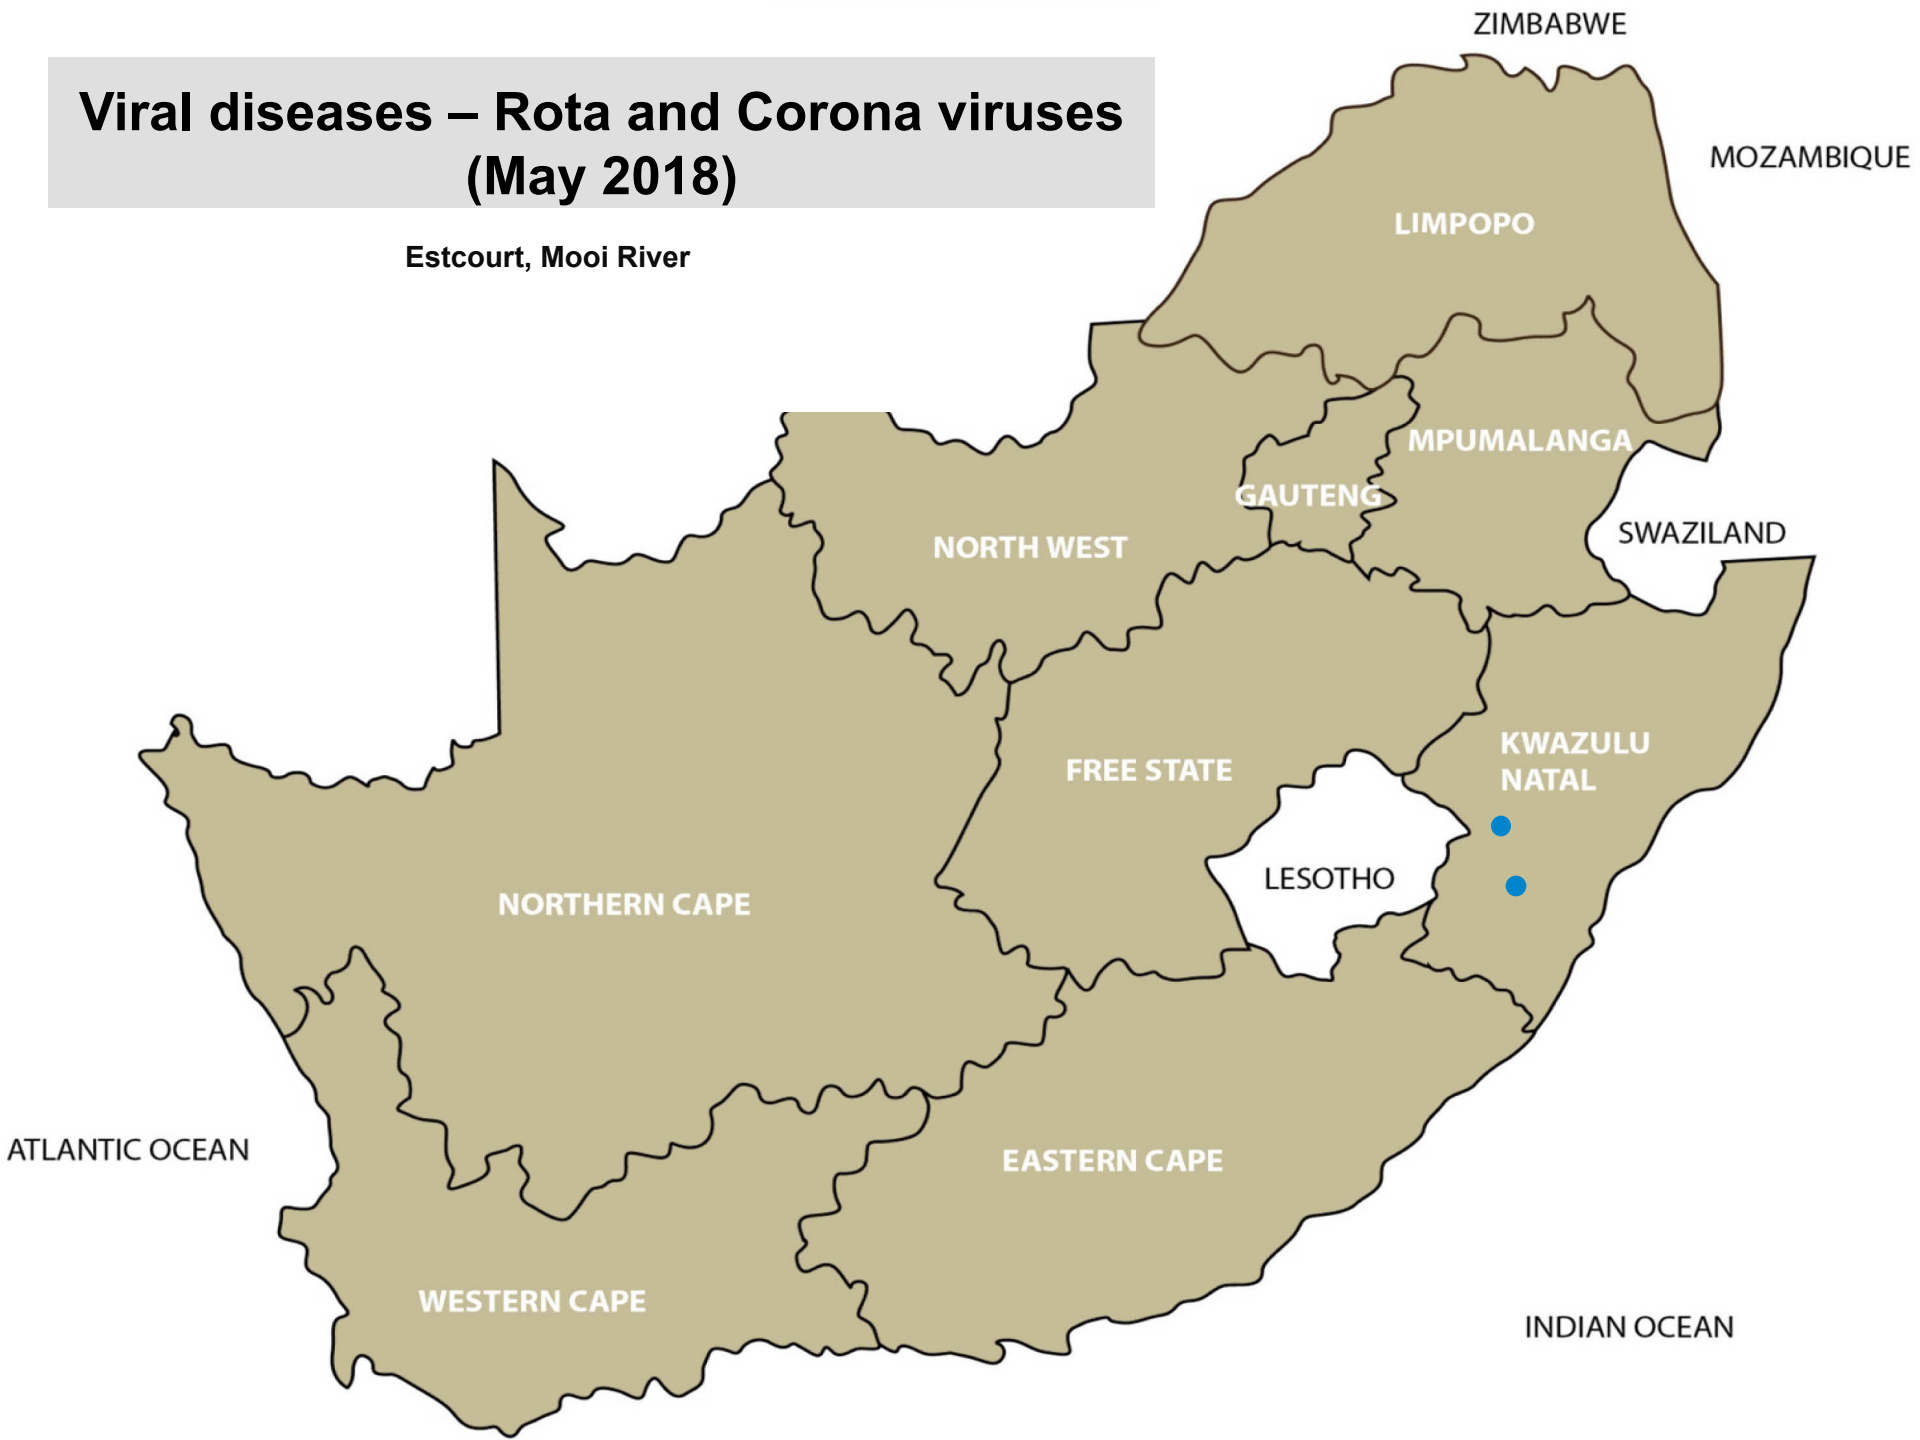 ZIMBABWE
Viral diseases – Rota and Corona viruses
(May 2018)
MOZAMBIQUE
LIMPOPO
Estcourt, Mooi River
MPUMALANGA
GAUTENG
SWAZILAND
NORTH WEST
KWAZULU
NATAL
FREE STATE
LESOTHO
NORTHERN CAPE
ATLANTIC OCEAN
EASTERN CAPE
WESTERN CAPE
INDIAN OCEAN